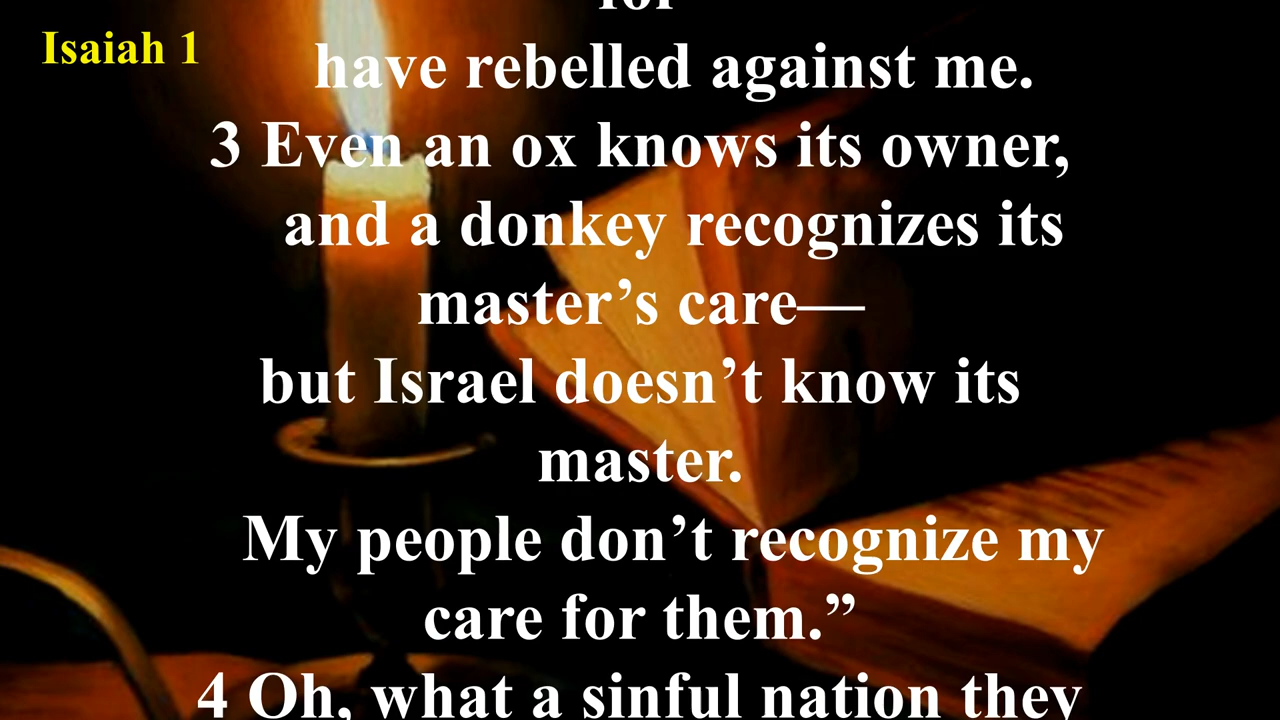 Isaiah 1
for
have rebelled against me.
3 Even an ox knows its owner,
and a donkey recognizes its
master’s care—
but Israel doesn’t know its
master.
My people don’t recognize my
care for them.”
4 Oh, what a sinful nation they